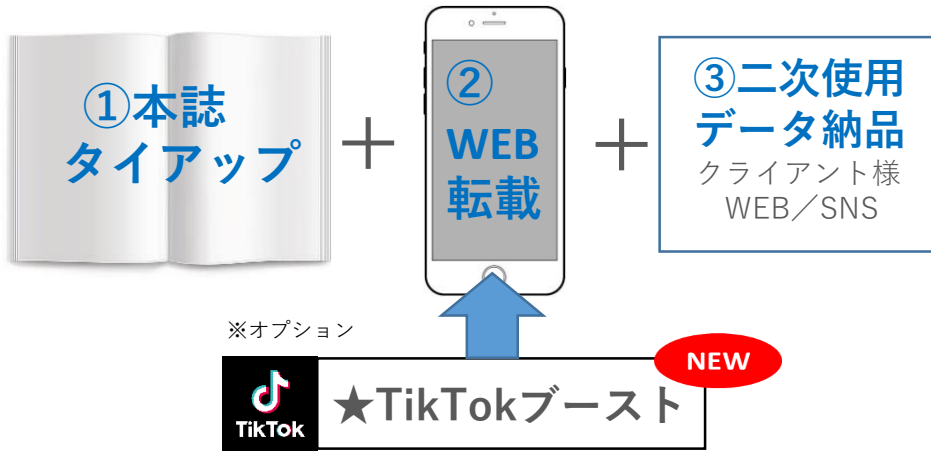 ①本誌
タイアップ
＋
②
WEB
転載
＋
③二次使用
データ納品
クライアント様
WEB／SNS
※オプション
NEW
TikTok
★TikTokブースト